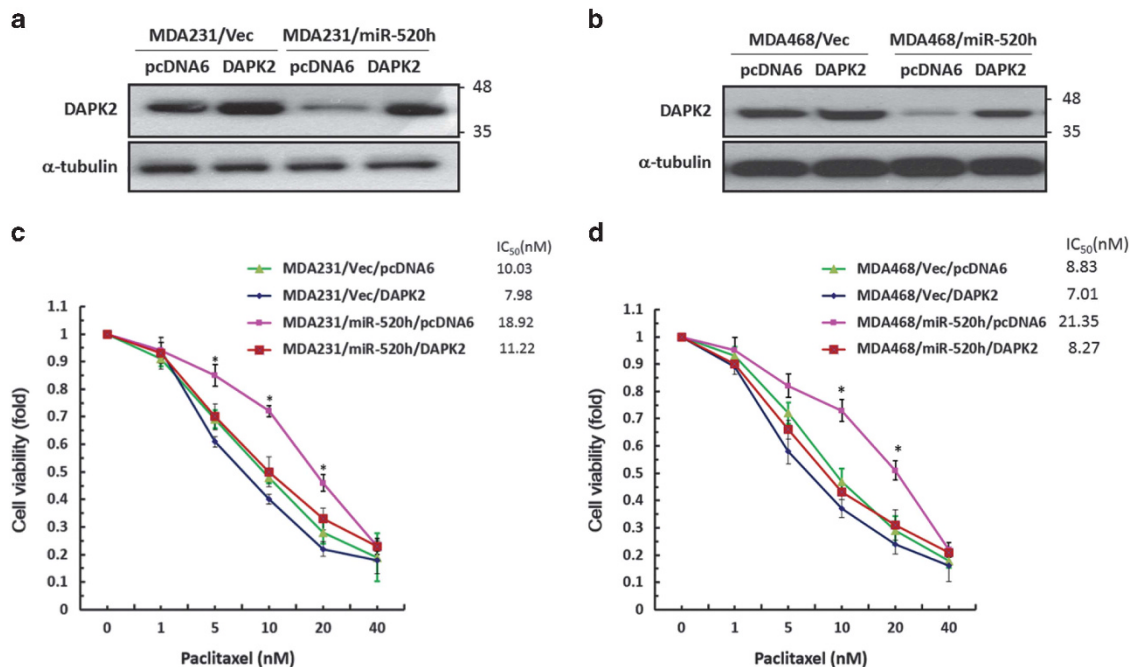 a
MDA231/Vec MDA231/miR-520h
pcDNA6 DAPK2 pcDNA6 DAPK2
DAPK2
48
35
α-tubulin
b
MDA468/Vec MDA468/miR-520h
pcDNA6 DAPK2 pcDNA6 DAPK2
DAPK2
48
35
α-tubulin
c
IC50(nM)
MDA231/Vec/pcDNA6 10.03
MDA231/Vec/DAPK2 7.98
MDA231/miR-520h/pcDNA6 18.92
MDA231/miR-520h/DAPK2 11.22
Cell viability (fold)
1.1
1
0.9
0.8
0.7
0.6
0.5
0.4
0.3
0.2
0.1
0
* * *
0 1 5 10 20 40
Paclitaxel (nM)
d
IC50(nM)
MDA468/Vec/pcDNA6 8.83
MDA468/Vec/DAPK2 7.01
MDA468/miR-520h/pcDNA6 21.35
MDA468/miR-520h/DAPK2 8.27
Cell viability (fold)
1.1
1
0.9
0.8
0.7
0.6
0.5
0.4
0.3
0.2
0.1
0
* *
0 1 5 10 20 40
Paclitaxel (nM)